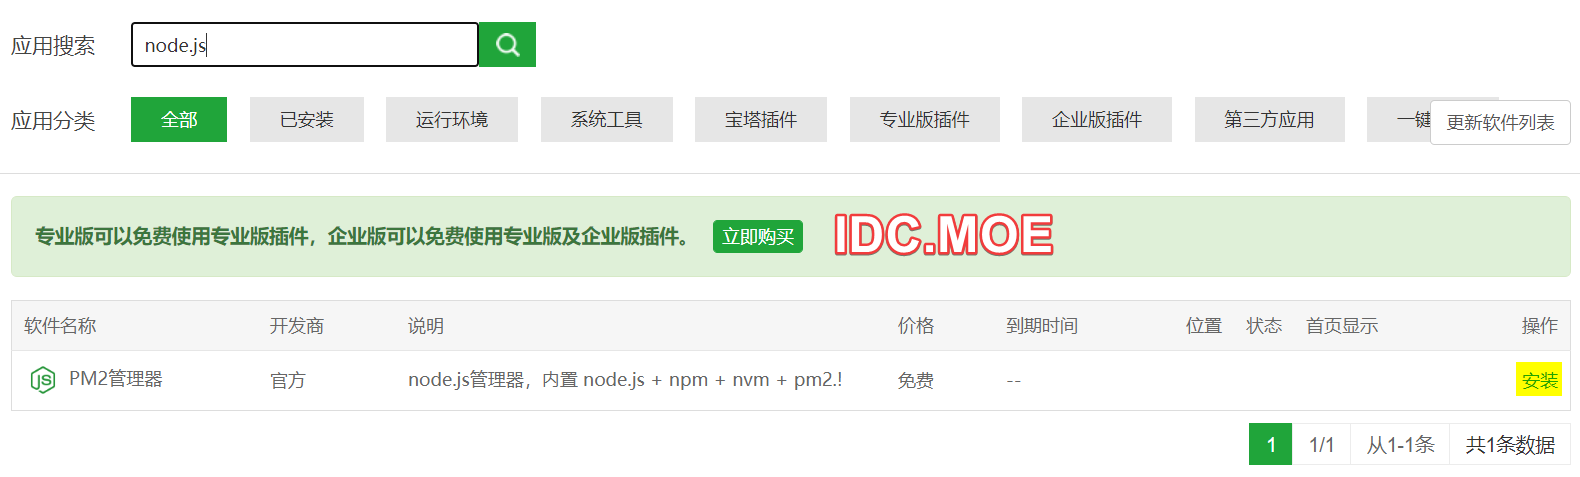 应用搜索 node.js
应用分类 全部 已安装 运行环境 系统工具 宝塔插件 专业版插件 企业版插件 第三方应用 一键 更新软件列表
专业版可以免费使用专业版插件，企业版可以免费使用专业版及企业版插件。 立即购买 IDC.MOE
软件名称 开发商 说明 价格 到期时间 位置 状态 首页显示 操作
JS PM2管理器 官方 node.js管理器，内置 node.js + npm + nvm + pm2.! 免费 -- 安装
1 1/1 从1-1条 共1条数据